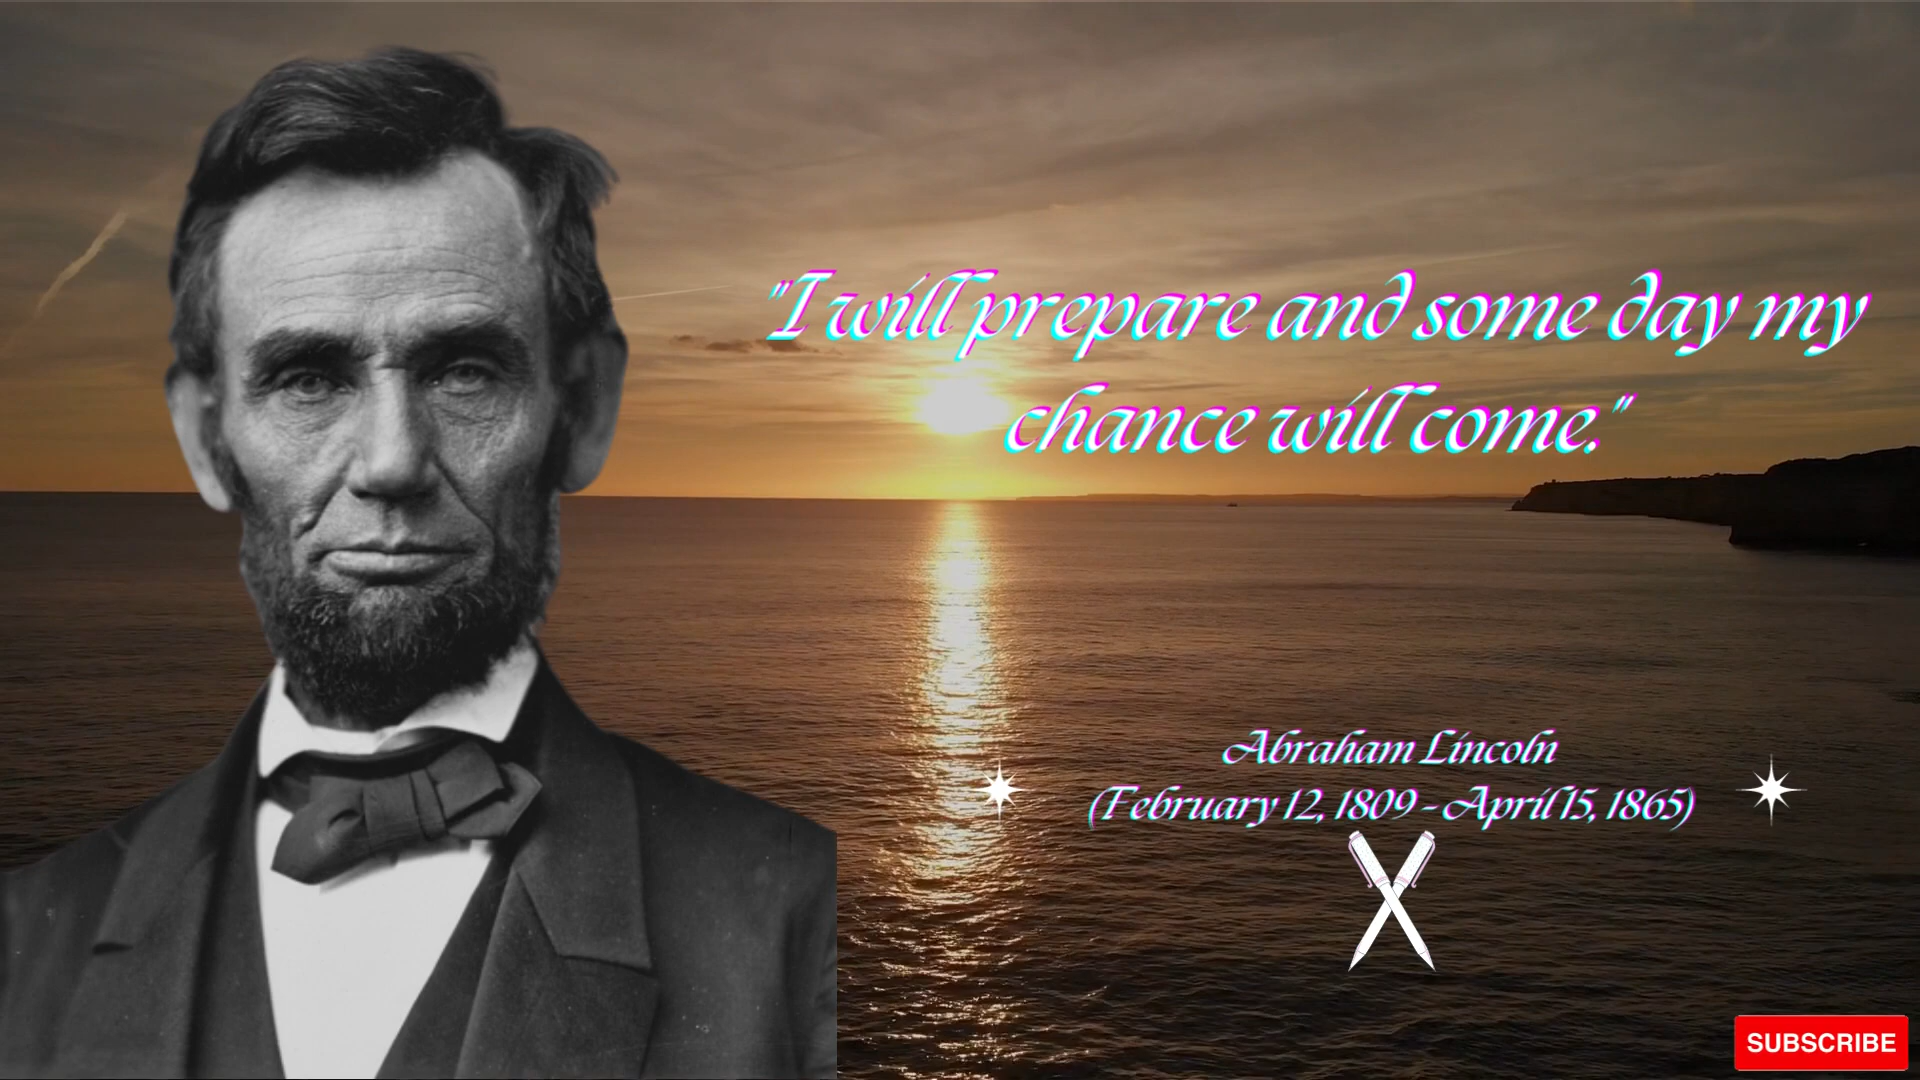 "I will prepare and some day my
chance will come."
Abraham Lincoln
(February 12, 1809 - April 15, 1865)
SUBSCRIBE